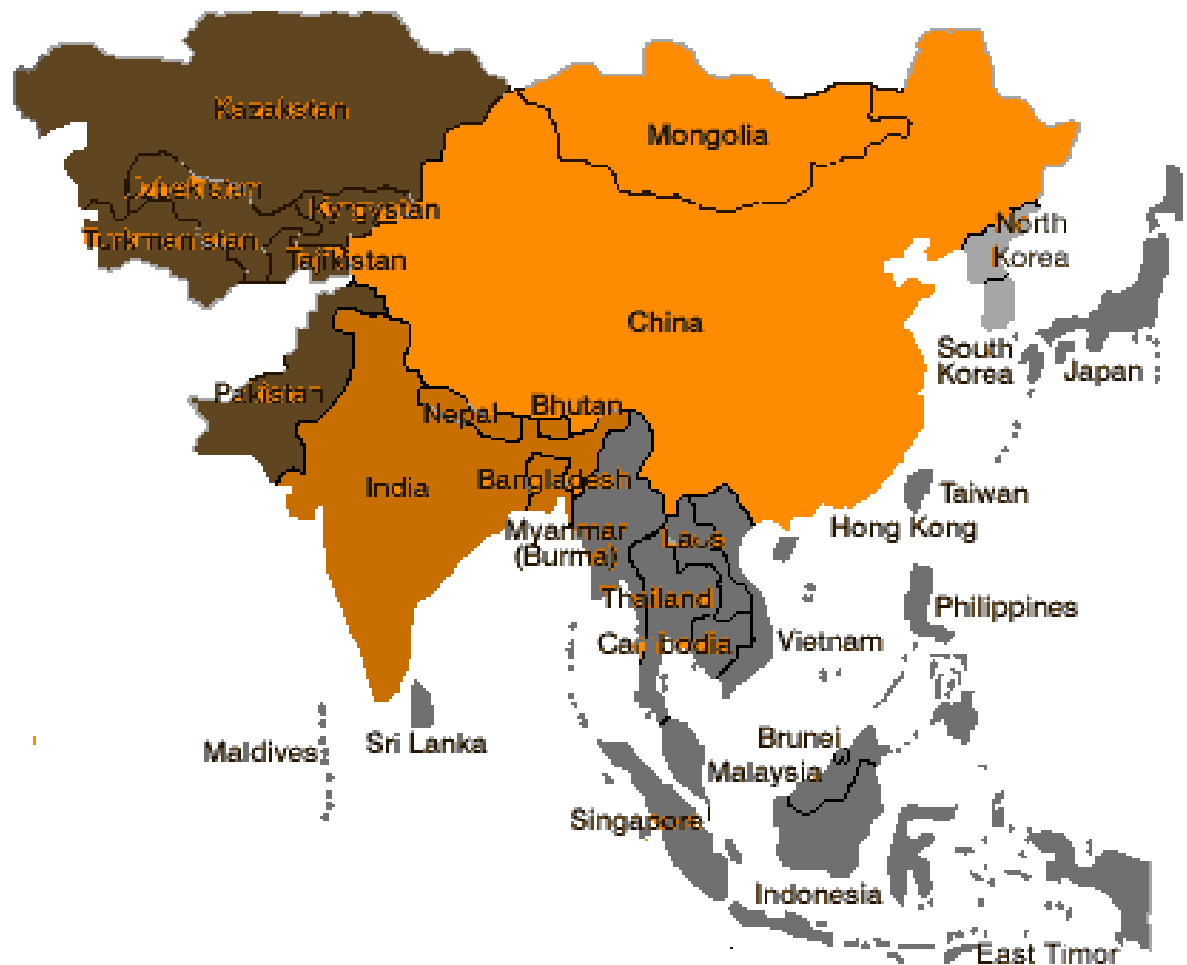 Kazakstan
Mongolia
Uzbekistan
Kyrgystan
North
Korea
Turkmanistan
Tajikistan
China
South
Korea
Japan
Pakistan
Nepal
Bhutan
India
Bangladesh
Taiwan
Myanmar
(Burma)
Laos
Hong Kong
Thailand
Philippines
Cambodia
Vietnam
Maldives
Sri Lanka
Brunei
Malaysia
Singapore
Indonesia
East Timor